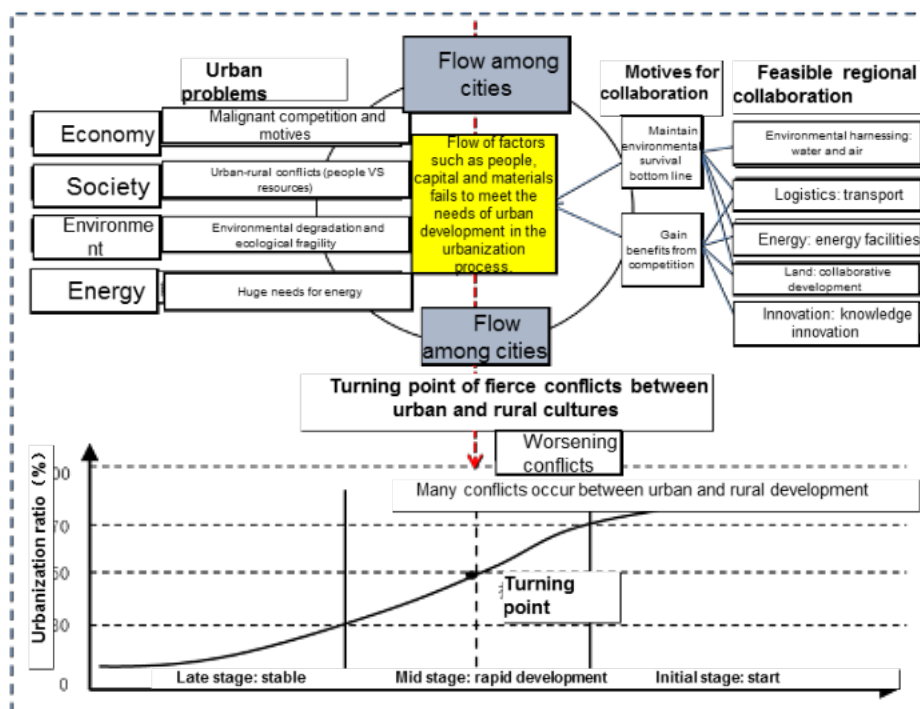 Flow among
cities
Urban
problems
Motives for
collaboration
Feasible regional
collaboration
Economy
Malignant competition and
motives
Society
Urban-rural conflicts (people VS
resources)
Environme
nt
Environmental degradation and
ecological fragility
Energy
Huge needs for energy
Flow of factors
such as people,
capital and materials
fails to meet the
needs of urban
development in the
urbanization
process.
Maintain
environmental
survival bottom
line
Gain
benefits from
competition
Environmental harnessing:
water and air
Logistics: transport
Energy: energy facilities
Land: collaborative
development
Innovation: knowledge
innovation
Flow
among cities
Turning point of fierce conflicts between
urban and rural cultures
Worsening
conflicts
Many conflicts occur between urban and rural development
Urbanization ratio (%)
00
70
50
30
0
Turning
point
Late stage: stable
Mid stage: rapid development
Initial stage: start